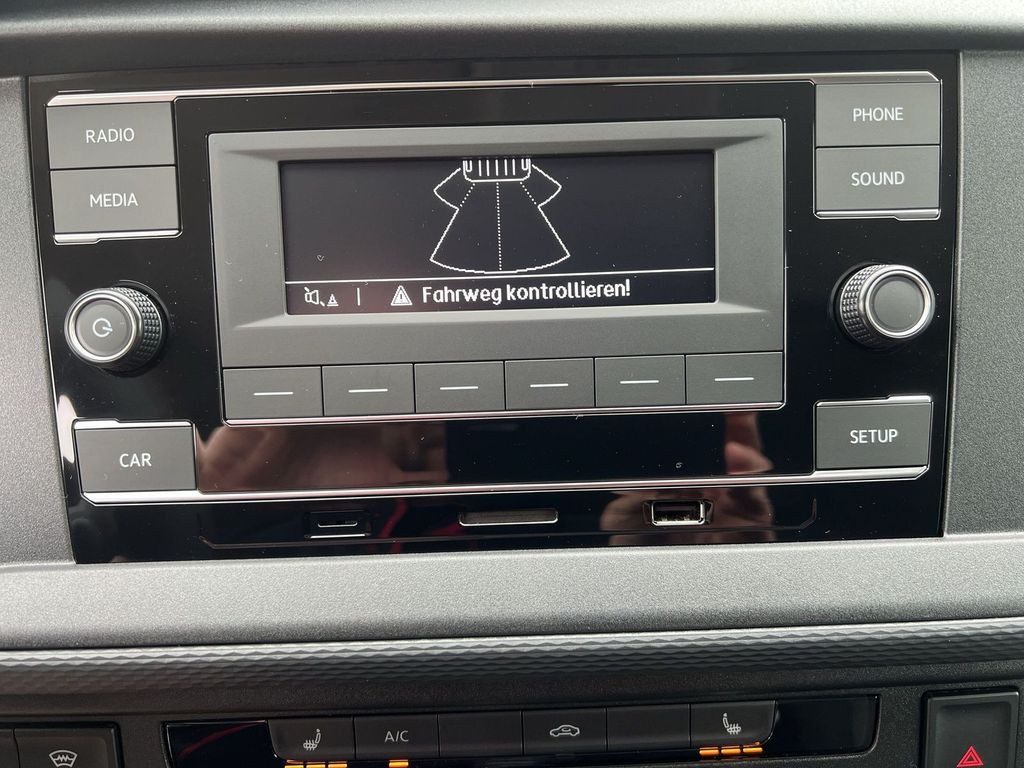 RADIO
MEDIA
PHONE
SOUND
Fahrweg kontrollieren!
CAR
SETUP
A/C